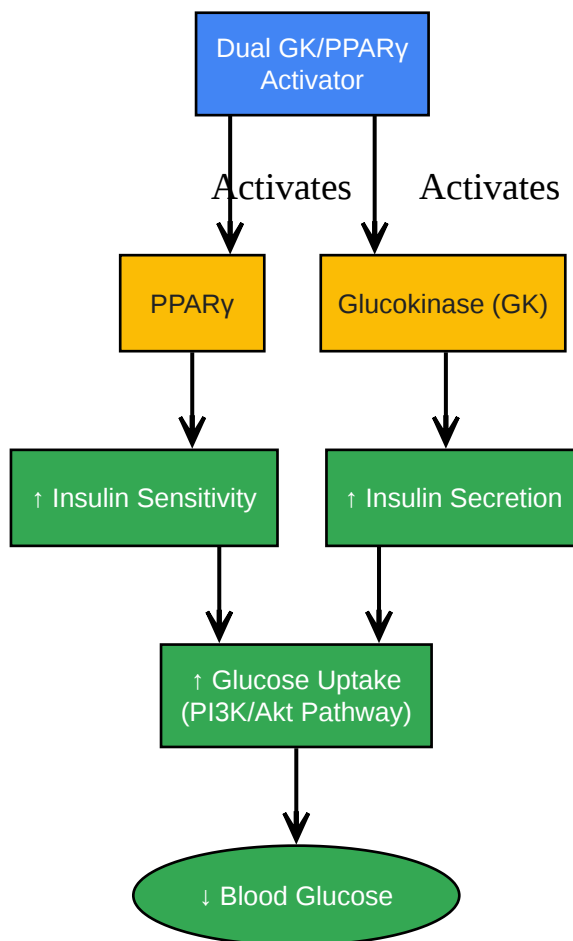 Dual GK/PPARγ
Activator
Activates
Activates
PPARγ
Glucokinase (GK)
↑ Insulin Sensitivity
↑ Insulin Secretion
↑ Glucose Uptake
(PI3K/Akt Pathway)
↓ Blood Glucose